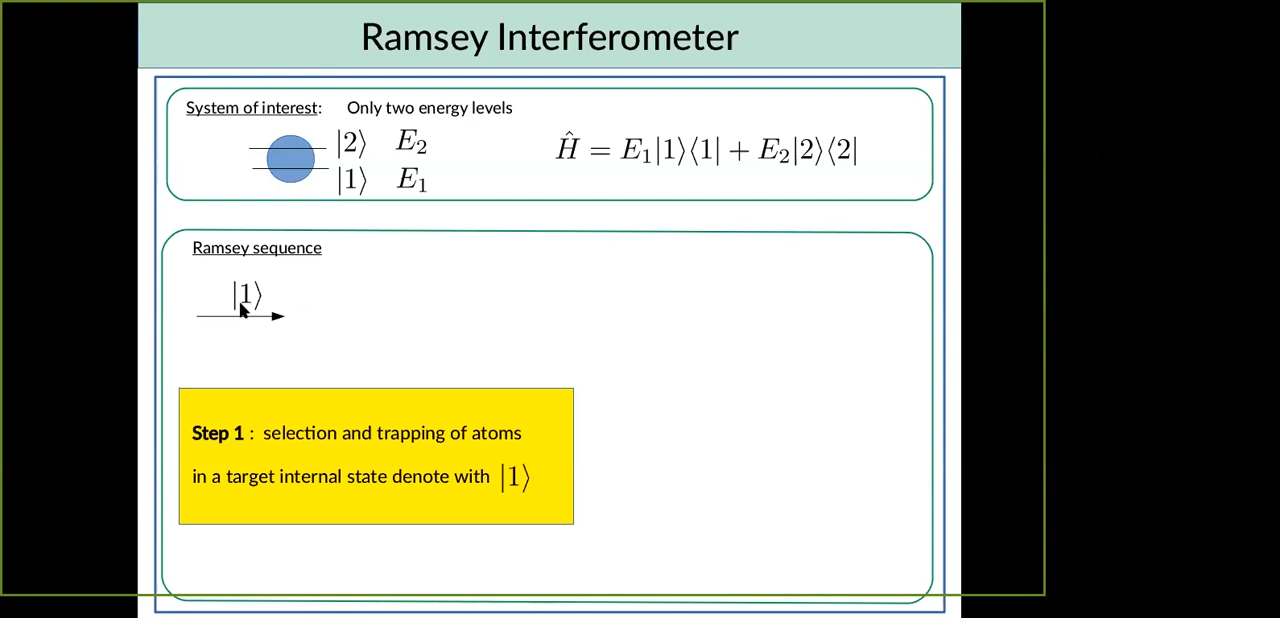 Ramsey Interferometer
System of interest: Only two energy levels
|2⟩ E₂
|1⟩ E₁
Ĥ = E₁|1⟩⟨1| + E₂|2⟩⟨2|
Ramsey sequence
|1⟩
Step 1 : selection and trapping of atoms
in a target internal state denote with |1⟩